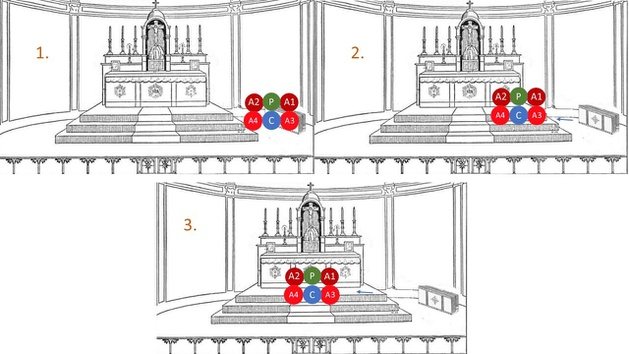 1.
A2 P A1
A4 C A3
2.
A2 P A1
A4 C A3
3.
A2 P A1
A4 C A3